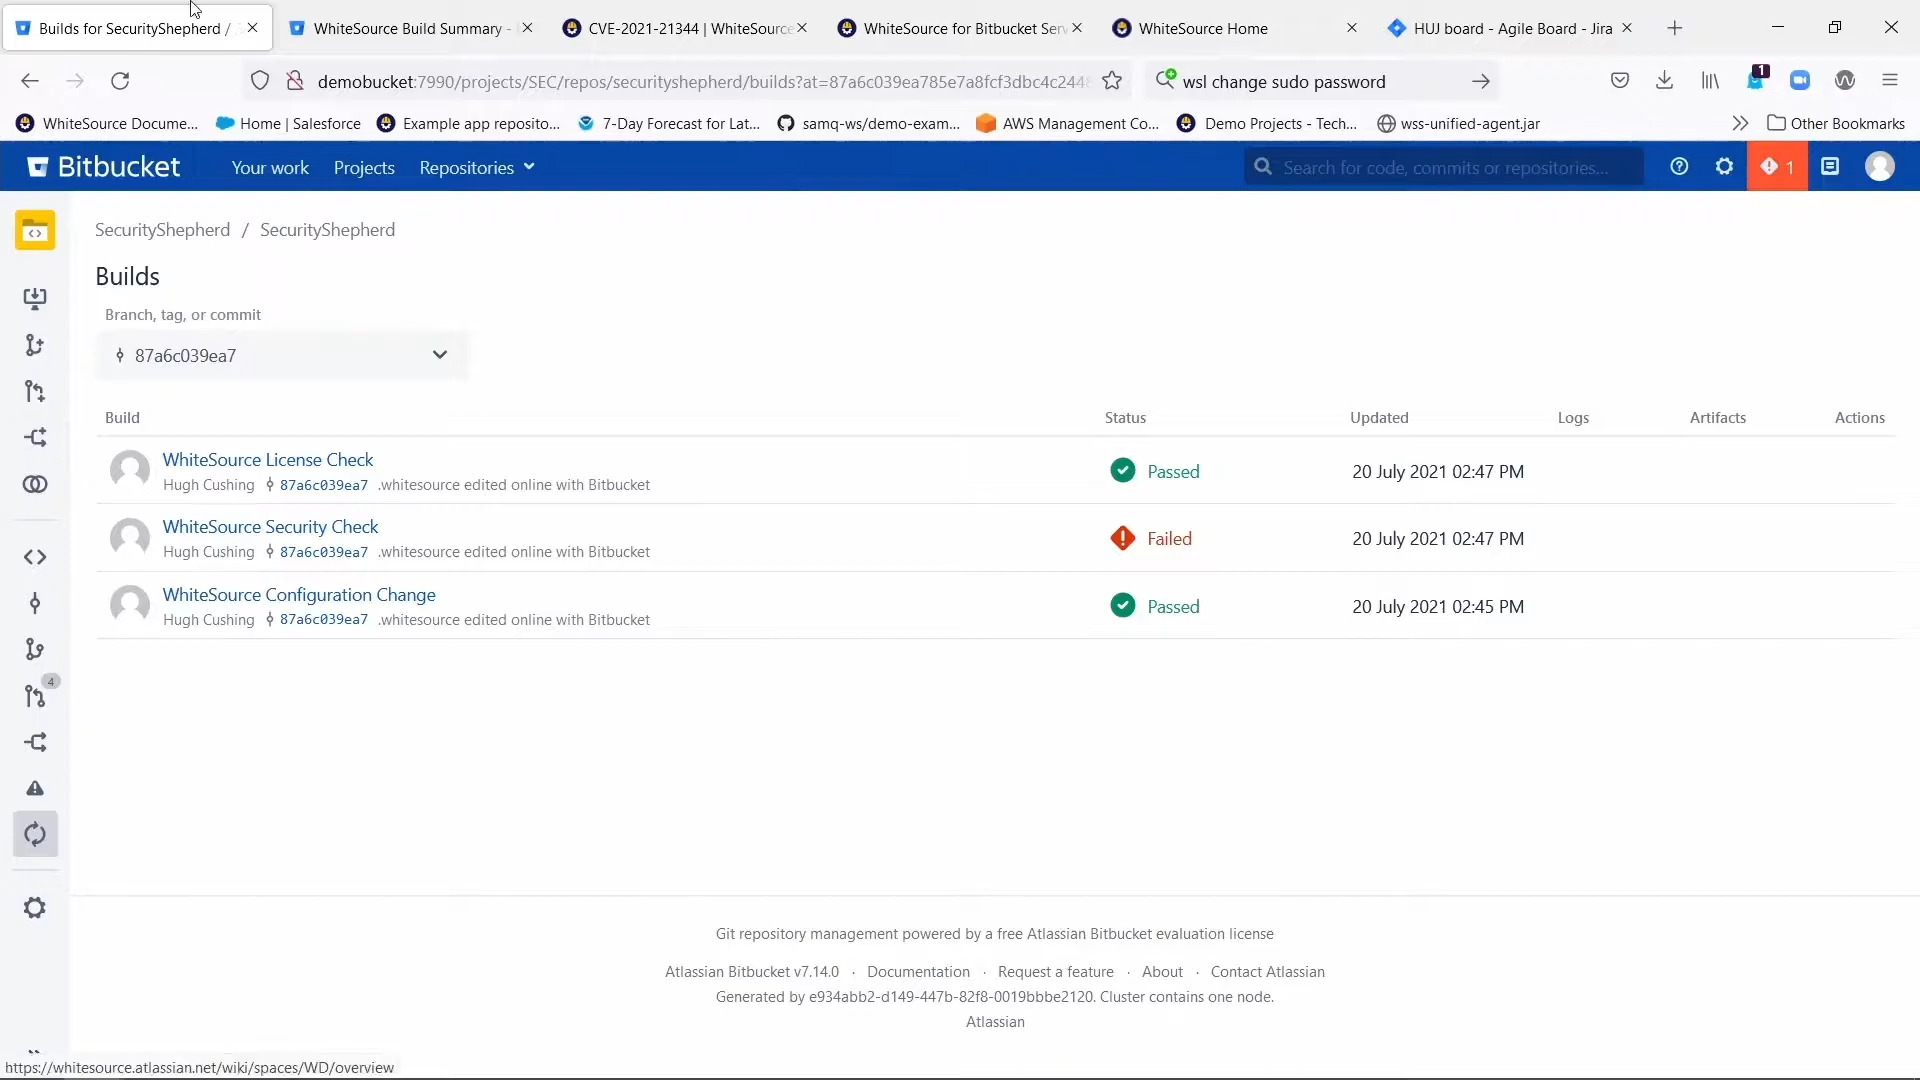 Builds for SecurityShepherd /
WhiteSource Build Summary -
CVE-2021-21344 | WhiteSource
WhiteSource for Bitbucket Serv
WhiteSource Home
HUJ board - Agile Board - Jira
demobucket:7990/projects/SEC/repos/securityshepherd/builds?at=87a6c039ea785e7a8fcf3dbc4c2448
wsl change sudo password
1
WhiteSource Docume...
Home | Salesforce
Example app reposito...
7-Day Forecast for Lat...
samq-ws/demo-exam...
AWS Management Co...
Demo Projects - Tech...
wss-unified-agent.jar
Other Bookmarks
Bitbucket
Your work
Projects
Repositories
Search for code, commits or repositories...
1
SecurityShepherd / SecurityShepherd
Builds
Branch, tag, or commit
87a6c039ea7
Build Status Updated Logs Artifacts Actions
WhiteSource License Check
Hugh Cushing 87a6c039ea7 .whitesource edited online with Bitbucket
Passed
20 July 2021 02:47 PM
WhiteSource Security Check
Hugh Cushing 87a6c039ea7 .whitesource edited online with Bitbucket
Failed
20 July 2021 02:47 PM
WhiteSource Configuration Change
Hugh Cushing 87a6c039ea7 .whitesource edited online with Bitbucket
Passed
20 July 2021 02:45 PM
4
Git repository management powered by a free Atlassian Bitbucket evaluation license
Atlassian Bitbucket v7.14.0 · Documentation · Request a feature · About · Contact Atlassian
Generated by e934abb2-d149-447b-82f8-0019bbbe2120. Cluster contains one node.
Atlassian
https://whitesource.atlassian.net/wiki/spaces/WD/overview